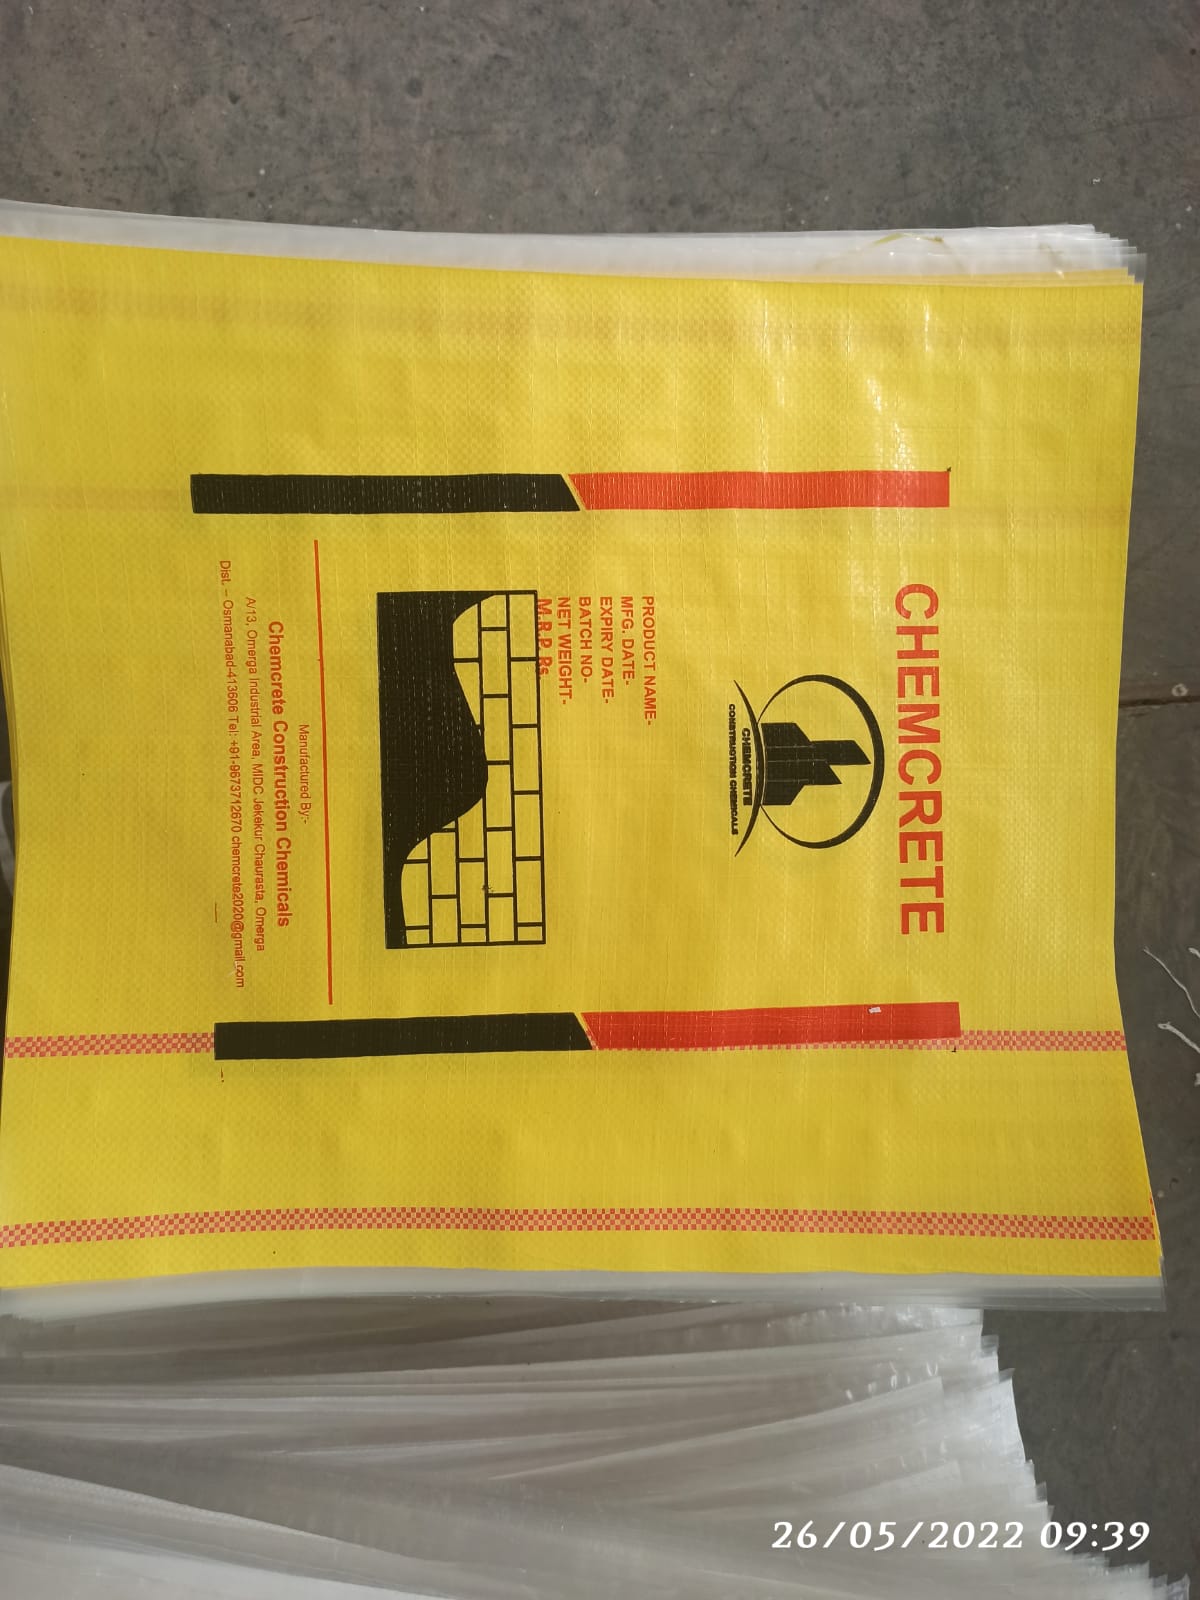 CHEMCRETE
CHEMCRETE
CONSTRUCTION CHEMICALS
PRODUCT NAME-
MFG. DATE-
EXPIRY DATE-
BATCH NO-
NET WEIGHT-
M.R.P. Rs.
Manufactured By:-
Chemcrete Construction Chemicals
A/13, Omerga Industrial Area, MIDC Jekekur Chaurasta, Omerga
Dist. – Osmanabad-413606 Tel: +91-9673712670 chemcrete2020@gmail.com
26/05/2022 09:39